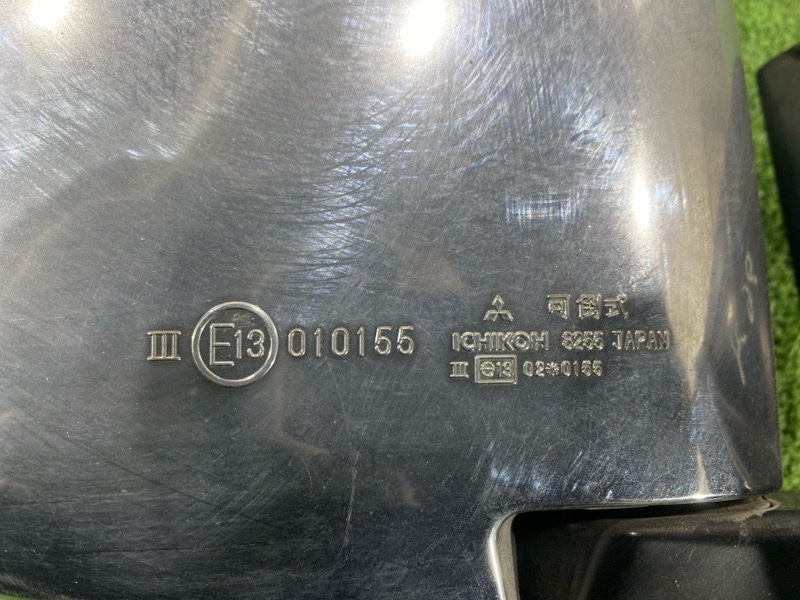 III E13 010155
可倒式
ICHIKOH 8255 JAPAN
III e13 02*0155